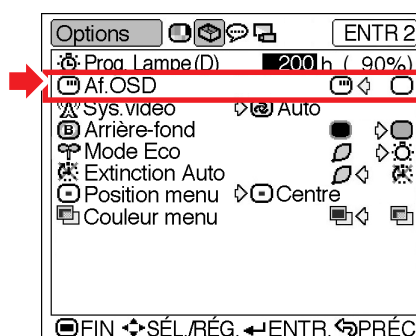 Options ENTR 2
Prog. Lampe(D) 200 h ( 90%)
Af.OSD
Sys.vidéo Auto
B Arrière-fond
Mode Eco
Extinction Auto
Position menu Centre
Couleur menu
FIN SÉL./RÉG. ENTR. PRÉC